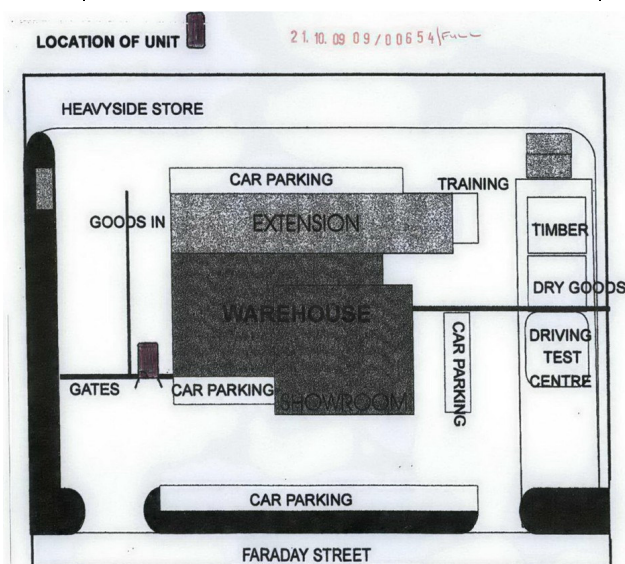 LOCATION OF UNIT
21.10.09 09/00654/FULL
HEAVYSIDE STORE
CAR PARKING
TRAINING
GOODS IN
EXTENSION
TIMBER
DRY GOODS
WAREHOUSE
DRIVING
TEST
CENTRE
CAR PARKING
GATES
CAR PARKING
SHOWROOM
CAR PARKING
FARADAY STREET